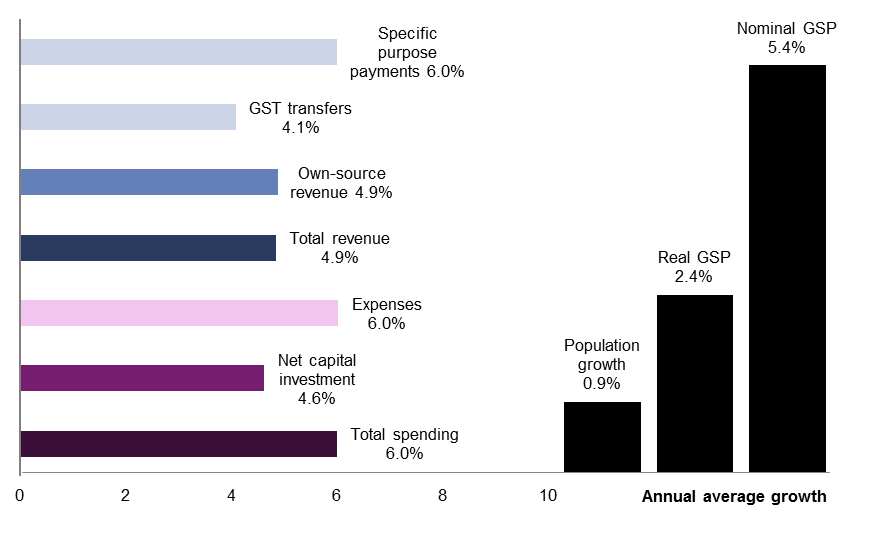 Specific
purpose
payments 6.0%
GST transfers
4.1%
Own-source
revenue 4.9%
Total revenue
4.9%
Expenses
6.0%
Net capital
investment
4.6%
Total spending
6.0%
0 2 4 6 8 10
Nominal GSP
5.4%
Real GSP
2.4%
Population
growth
0.9%
Annual average growth